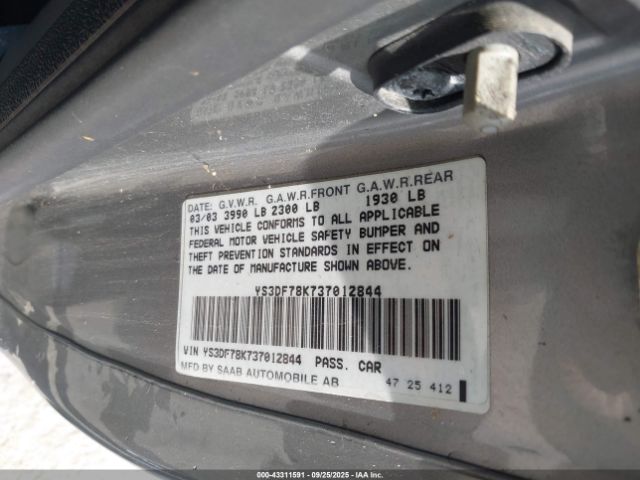 DATE: G.V.W.R. G.A.W.R.FRONT G.A.W.R.REAR
03/03 3990 LB 2300 LB 1930 LB
THIS VEHICLE CONFORMS TO ALL APPLICABLE
FEDERAL MOTOR VEHICLE SAFETY BUMPER AND
THEFT PREVENTION STANDARDS IN EFFECT ON
THE DATE OF MANUFACTURE SHOWN ABOVE.
YS3DF78K737012844
VIN YS3DF78K737012844 PASS. CAR
MFD BY SAAB AUTOMOBILE AB
47 25 412
000-43311591 - 09/25/2025 - IAAI.com